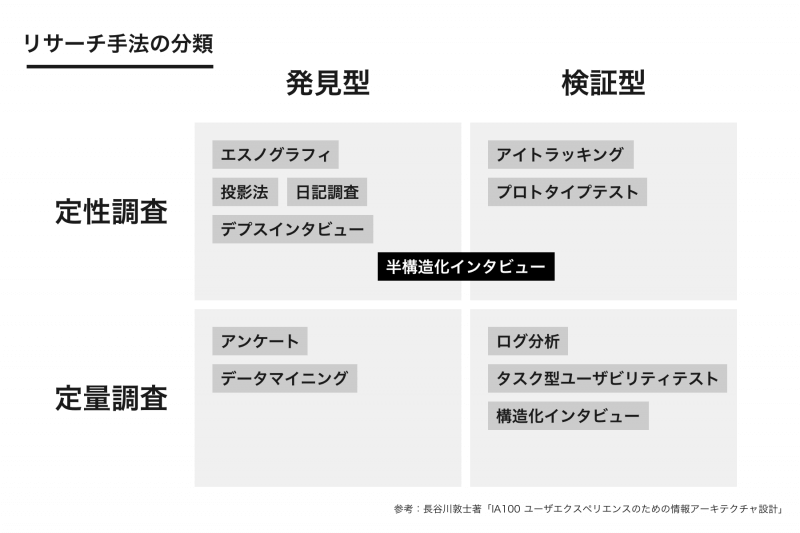 リサーチ手法の分類
発見型
検証型
定性調査
エスノグラフィ
投影法
日記調査
デプスインタビュー
アイトラッキング
プロトタイプテスト
半構造化インタビュー
定量調査
アンケート
データマイニング
ログ分析
タスク型ユーザビリティテスト
構造化インタビュー
参考：長谷川敦士著「IA100 ユーザエクスペリエンスのための情報アーキテクチャ設計」